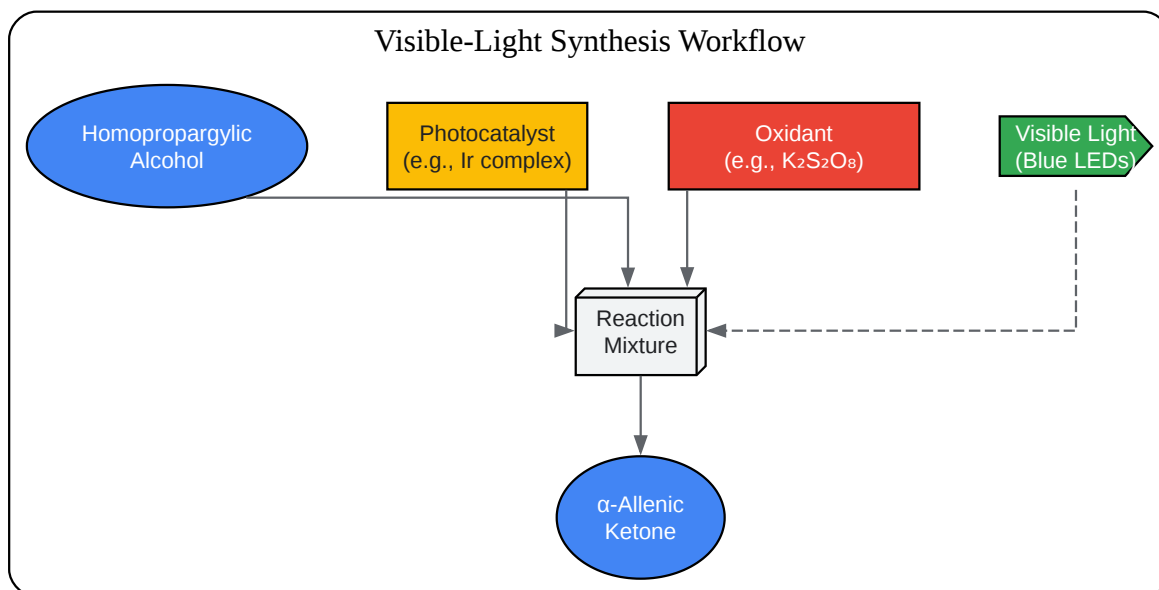 Visible-Light Synthesis Workflow
Homopropargylic
Alcohol
Photocatalyst
(e.g., Ir complex)
Oxidant
(e.g., K₂S₂O₈)
Visible Light
(Blue LEDs)
Reaction
Mixture
α-Allenic
Ketone